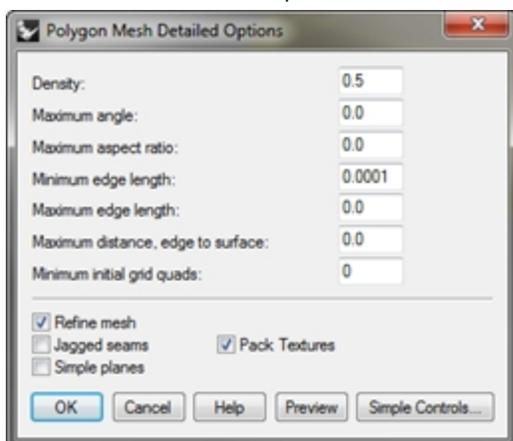 Polygon Mesh Detailed Options
Density: 0.5
Maximum angle: 0.0
Maximum aspect ratio: 0.0
Minimum edge length: 0.0001
Maximum edge length: 0.0
Maximum distance, edge to surface: 0.0
Minimum initial grid quads: 0
Refine mesh
Jagged seams Pack Textures
Simple planes
OK Cancel Help Preview Simple Controls...